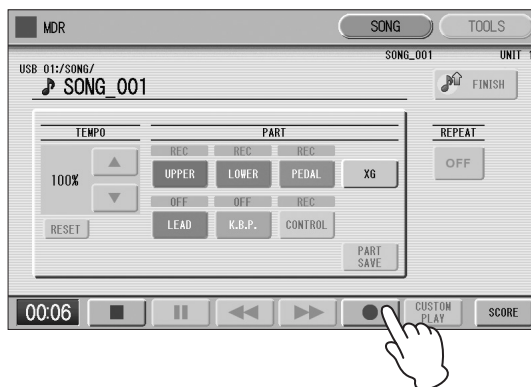 MDR SONG TOOLS
SONG_001 UNIT 1
USB 01:/SONG/
SONG_001
FINISH
TEMPO PART REPEAT
REC REC REC
100% UPPER LOWER PEDAL XG OFF
OFF OFF REC
RESET LEAD K.B.P. CONTROL
PART
SAVE
00:06 CUSTOM
PLAY SCORE